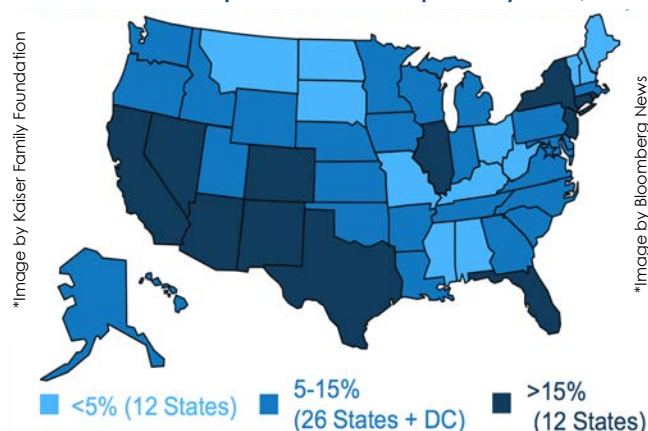 *Image by Kaiser Family Foundation
*Image by Bloomberg News
<5% (12 States)
5-15%
(26 States + DC)
>15%
(12 States)